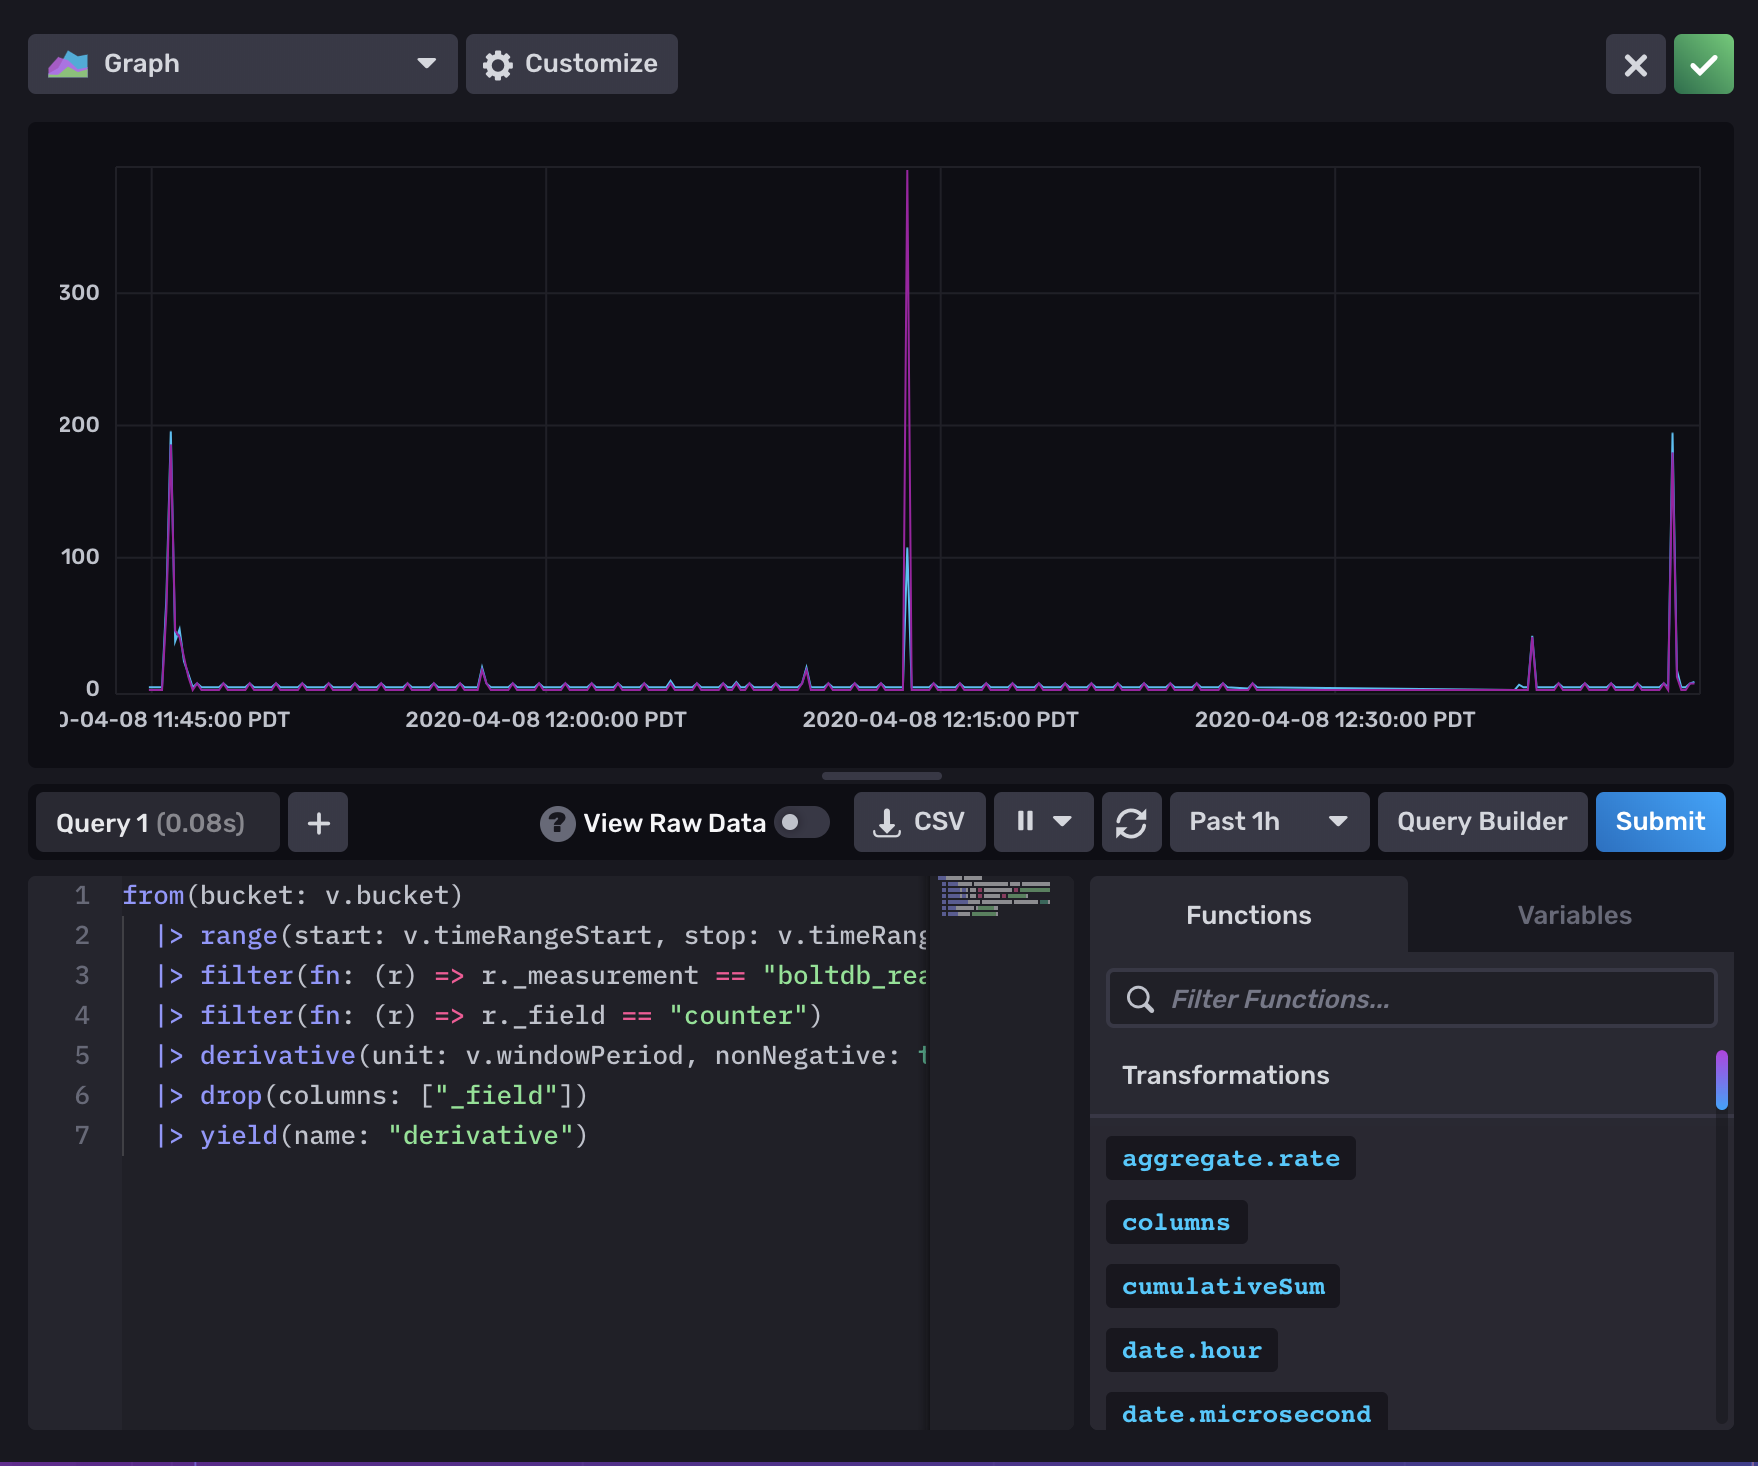 Graph
Customize
300
200
100
0
0-04-08 11:45:00 PDT
2020-04-08 12:00:00 PDT
2020-04-08 12:15:00 PDT
2020-04-08 12:30:00 PDT
Query 1 (0.08s)
+
? View Raw Data
CSV
Past 1h
Query Builder
Submit
1 from(bucket: v.bucket)
2 |> range(start: v.timeRangeStart, stop: v.timeRang
3 |> filter(fn: (r) => r._measurement == "boltdb_rea
4 |> filter(fn: (r) => r._field == "counter")
5 |> derivative(unit: v.windowPeriod, nonNegative: t
6 |> drop(columns: ["_field"])
7 |> yield(name: "derivative")
Functions
Variables
Filter Functions...
Transformations
aggregate.rate
columns
cumulativeSum
date.hour
date.microsecond